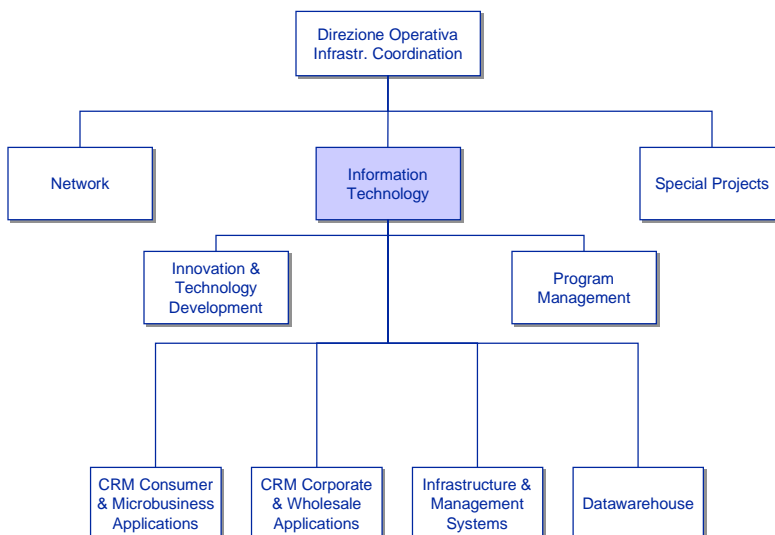 Direzione Operativa
Infrastr. Coordination
Network
Information
Technology
Special Projects
Innovation &
Technology
Development
Program
Management
CRM Consumer
& Microbusiness
Applications
CRM Corporate
& Wholesale
Applications
Infrastructure &
Management
Systems
Datawarehouse